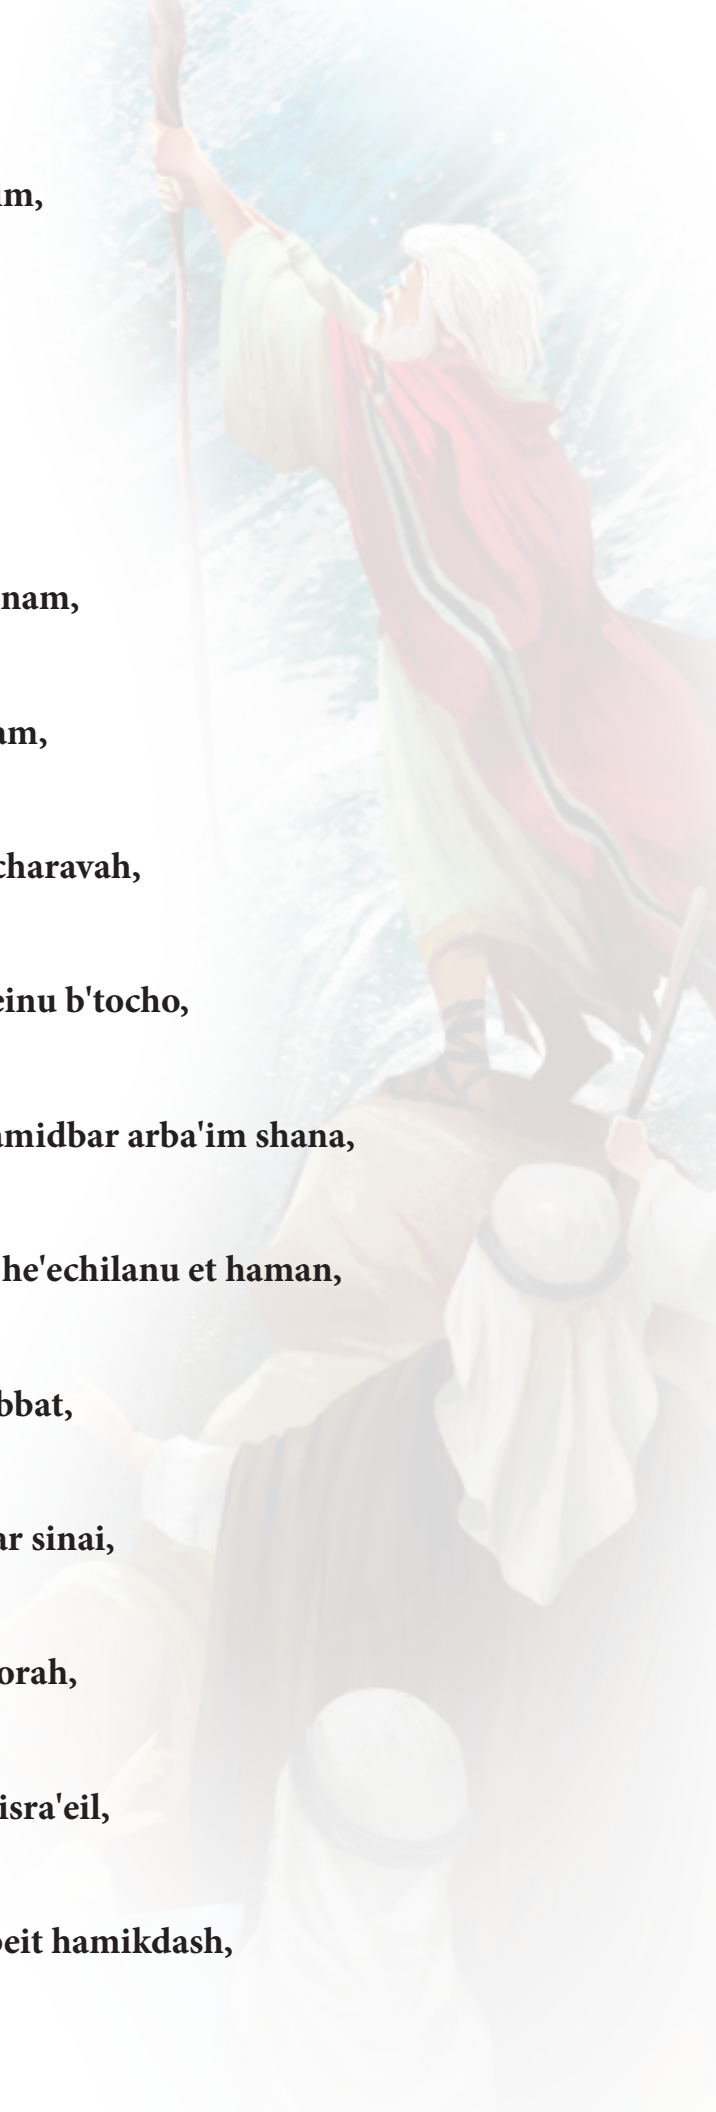 im,
nam,
am,
charavah,
einu b'tocho,
amidbar arba'im shana,
he'echilanu et haman,
bbat,
ar sinai,
orah,
isra'eil,
beit hamikdash,